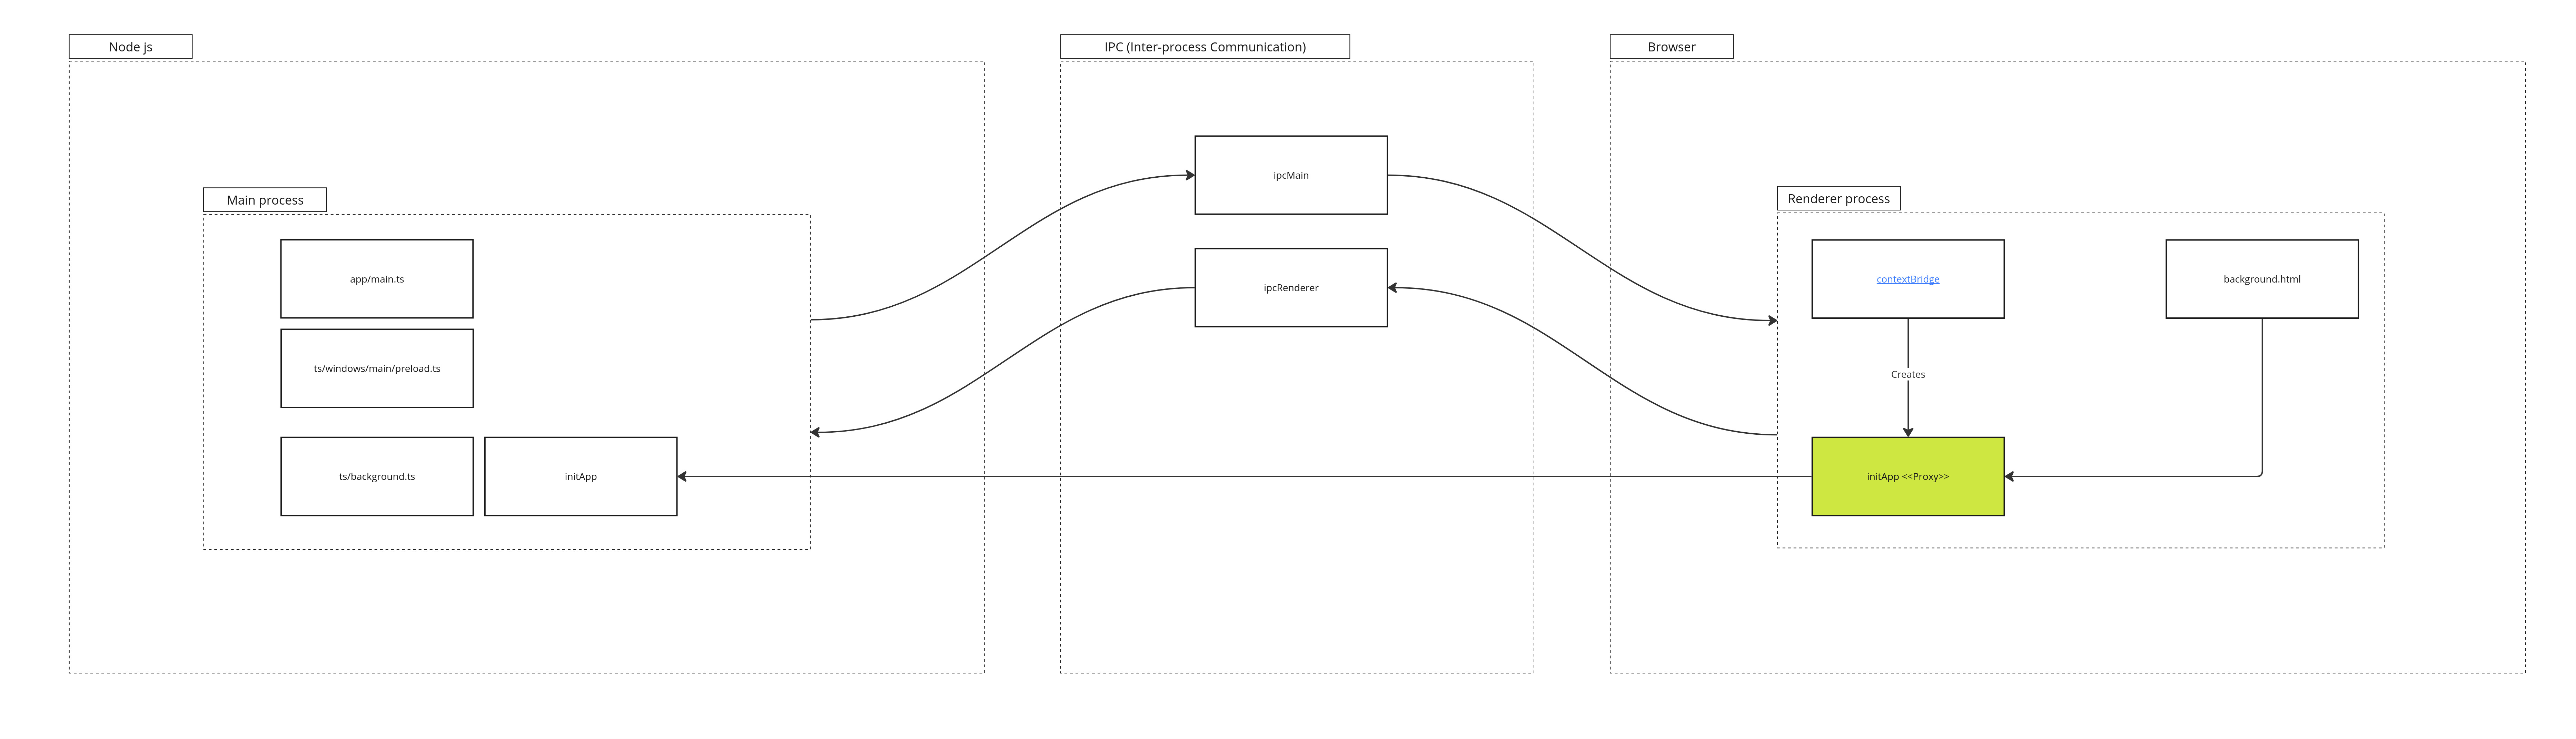 Node js
IPC (Inter-process Communication)
Browser
Main process
Renderer process
ipcMain
ipcRenderer
app/main.ts
ts/windows/main/preload.ts
ts/background.ts
initApp
contextBridge
background.html
Creates
initApp <<Proxy>>